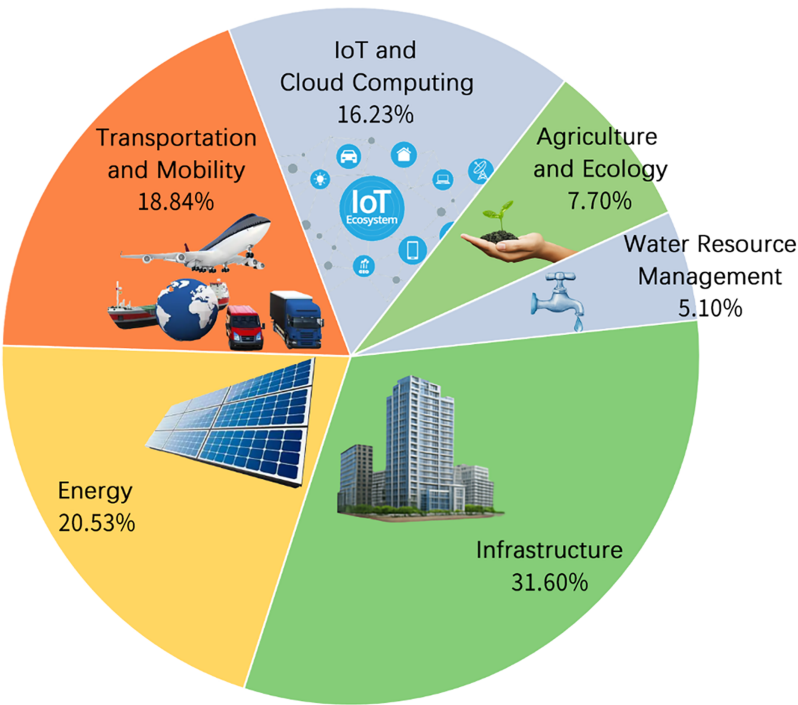 IoT and
Cloud Computing
16.23%
IoT
Ecosystem
Agriculture
and Ecology
7.70%
Water Resource
Management
5.10%
Infrastructure
31.60%
Energy
20.53%
Transportation
and Mobility
18.84%